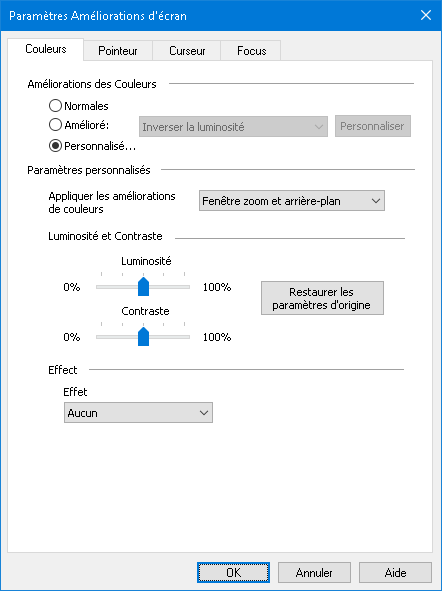 Paramètres Améliorations d'écran
Couleurs
Pointeur
Curseur
Focus
Améliorations des Couleurs
Normales
Amélioré:
Inverser la luminosité
Personnaliser
Personnalisé...
Paramètres personnalisés
Appliquer les améliorations
de couleurs
Fenêtre zoom et arrière-plan
Luminosité et Contraste
Luminosité
0%
100%
Contraste
0%
100%
Restaurer les
paramètres d'origine
Effect
Effet
Aucun
OK
Annuler
Aide